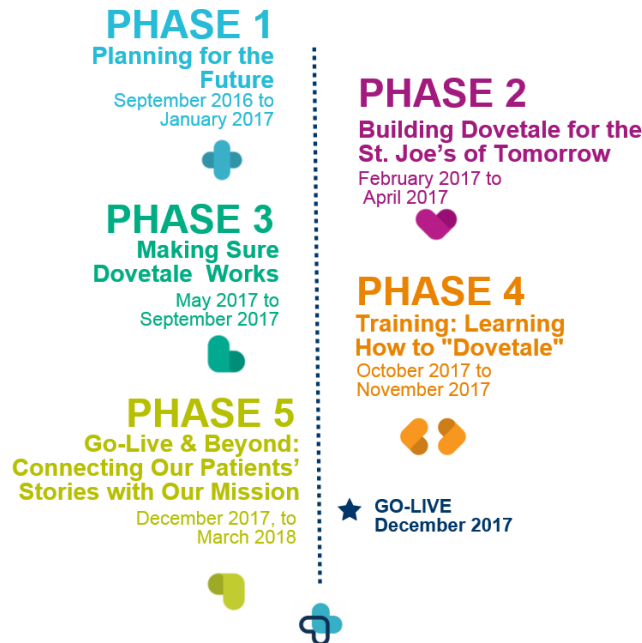 PHASE 1
Planning for the
Future
September 2016 to
January 2017
PHASE 2
Building Dovetale for the
St. Joe's of Tomorrow
February 2017 to
April 2017
PHASE 3
Making Sure
Dovetale Works
May 2017 to
September 2017
PHASE 4
Training: Learning
How to "Dovetale"
October 2017 to
November 2017
PHASE 5
Go-Live & Beyond:
Connecting Our Patients'
Stories with Our Mission
December 2017, to
March 2018
GO-LIVE
December 2017